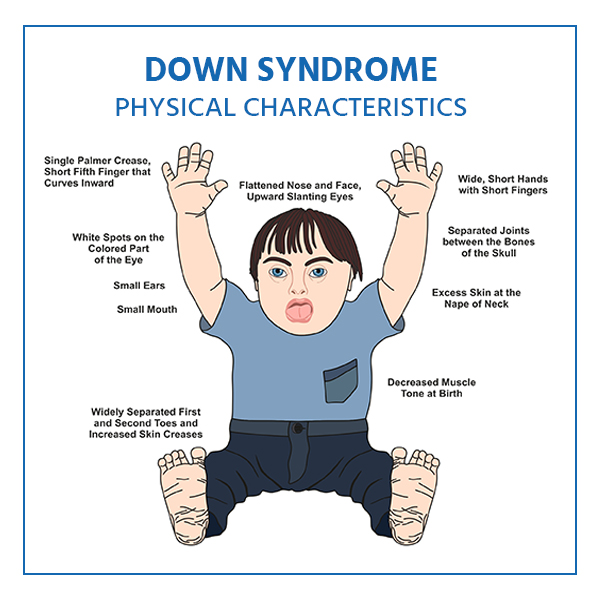 DOWN SYNDROME
PHYSICAL CHARACTERISTICS
Single Palmer Crease,
Short Fifth Finger that
Curves Inward
Flattened Nose and Face,
Upward Slanting Eyes
Wide, Short Hands
with Short Fingers
White Spots on the
Colored Part
of the Eye
Separated Joints
between the Bones
of the Skull
Small Ears
Excess Skin at the
Nape of Neck
Small Mouth
Decreased Muscle
Tone at Birth
Widely Separated First
and Second Toes and
Increased Skin Creases